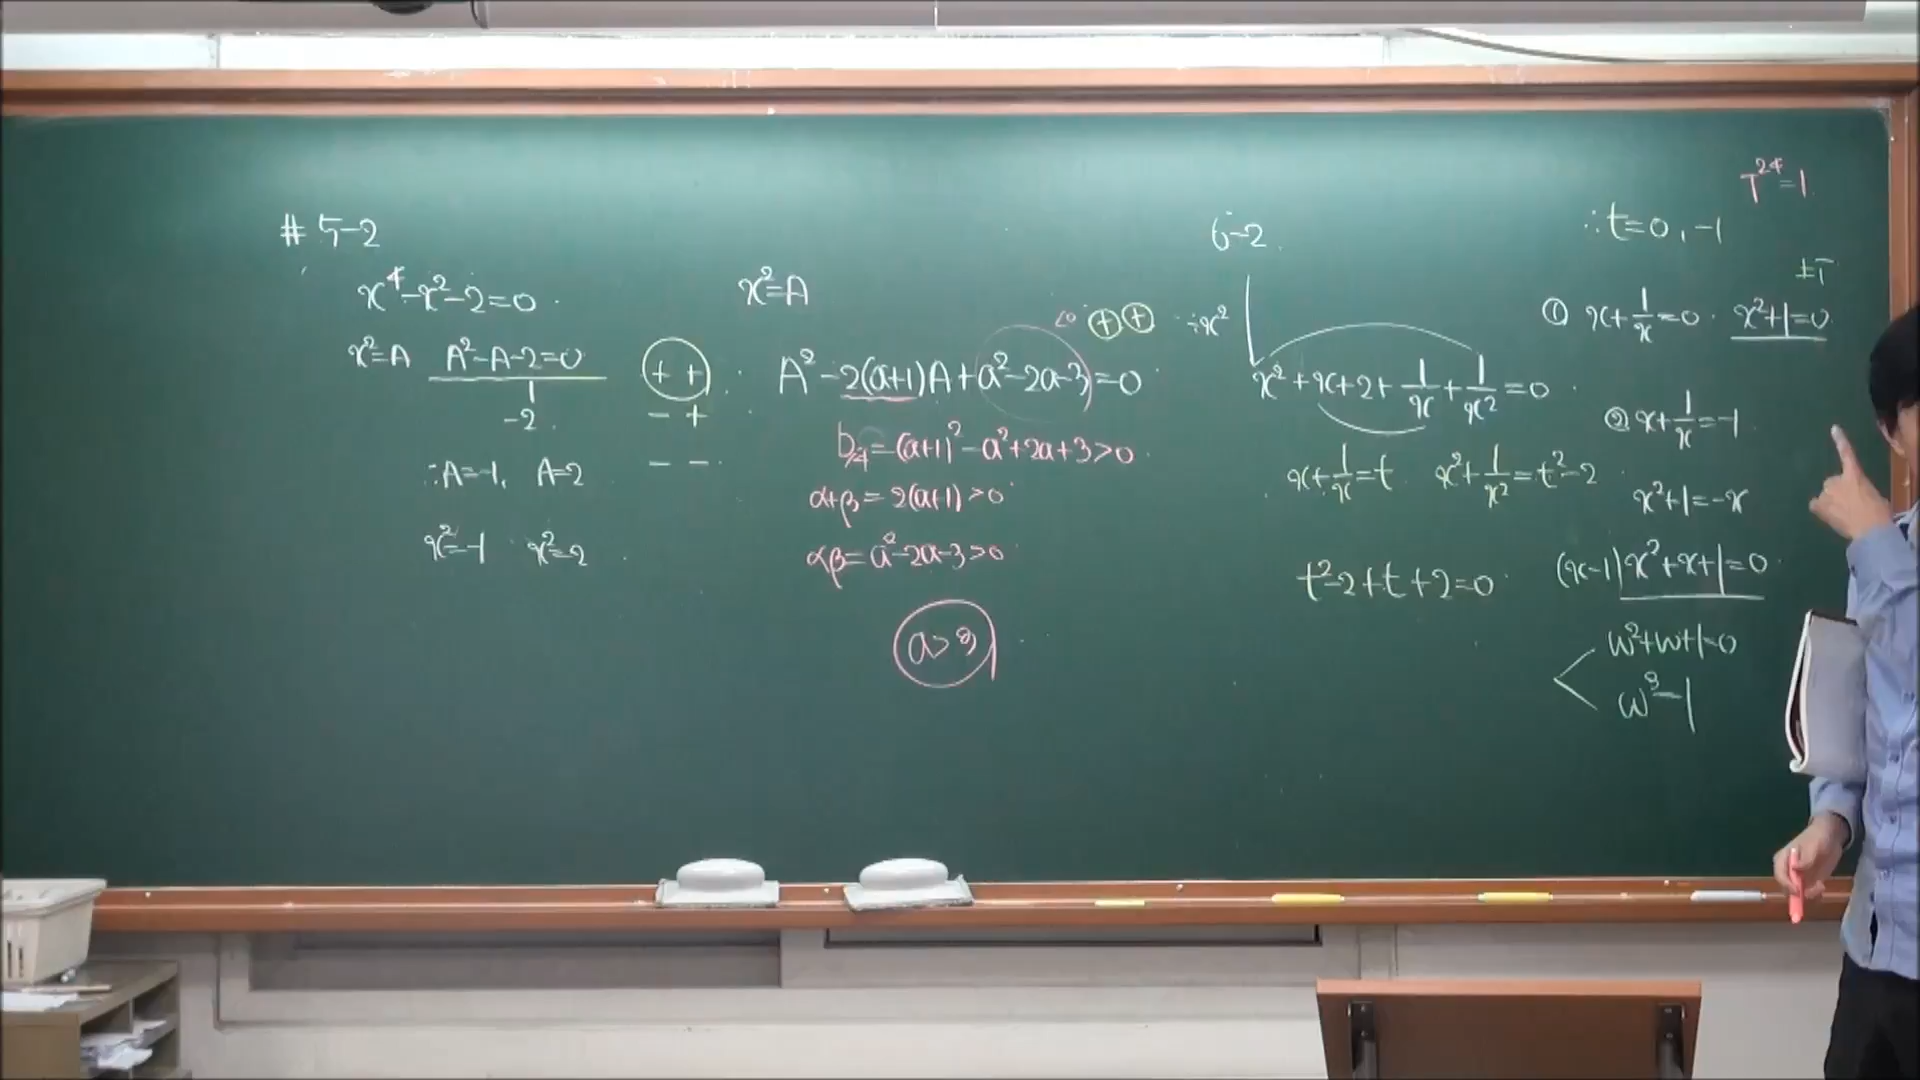 # 5-2
x⁴-x²-2=0
x²=A A²-A-2=0
1
-2
∴A=-1, A=2
x²=-1 x²=2
+ +
- +
- -
x²=A
<0 ⊕⊕
A²-2(a+1)A+a²-2a-3=0
D/4=(a+1)²-a²+2a+3>0
α+β=2(a+1)>0
αβ=a²-2a-3>0
a>3
6-2
÷x²
x²+x+2+1/x+1/x²=0
x+1/x=t x²+1/x²=t²-2
t²-2+t+2=0
∴t=0, -1
① x+1/x=0 x²+1=0
② x+1/x=-1
x²+1=-x
(x-1)x²+x+1=0
w²+w+1=0
w³=1